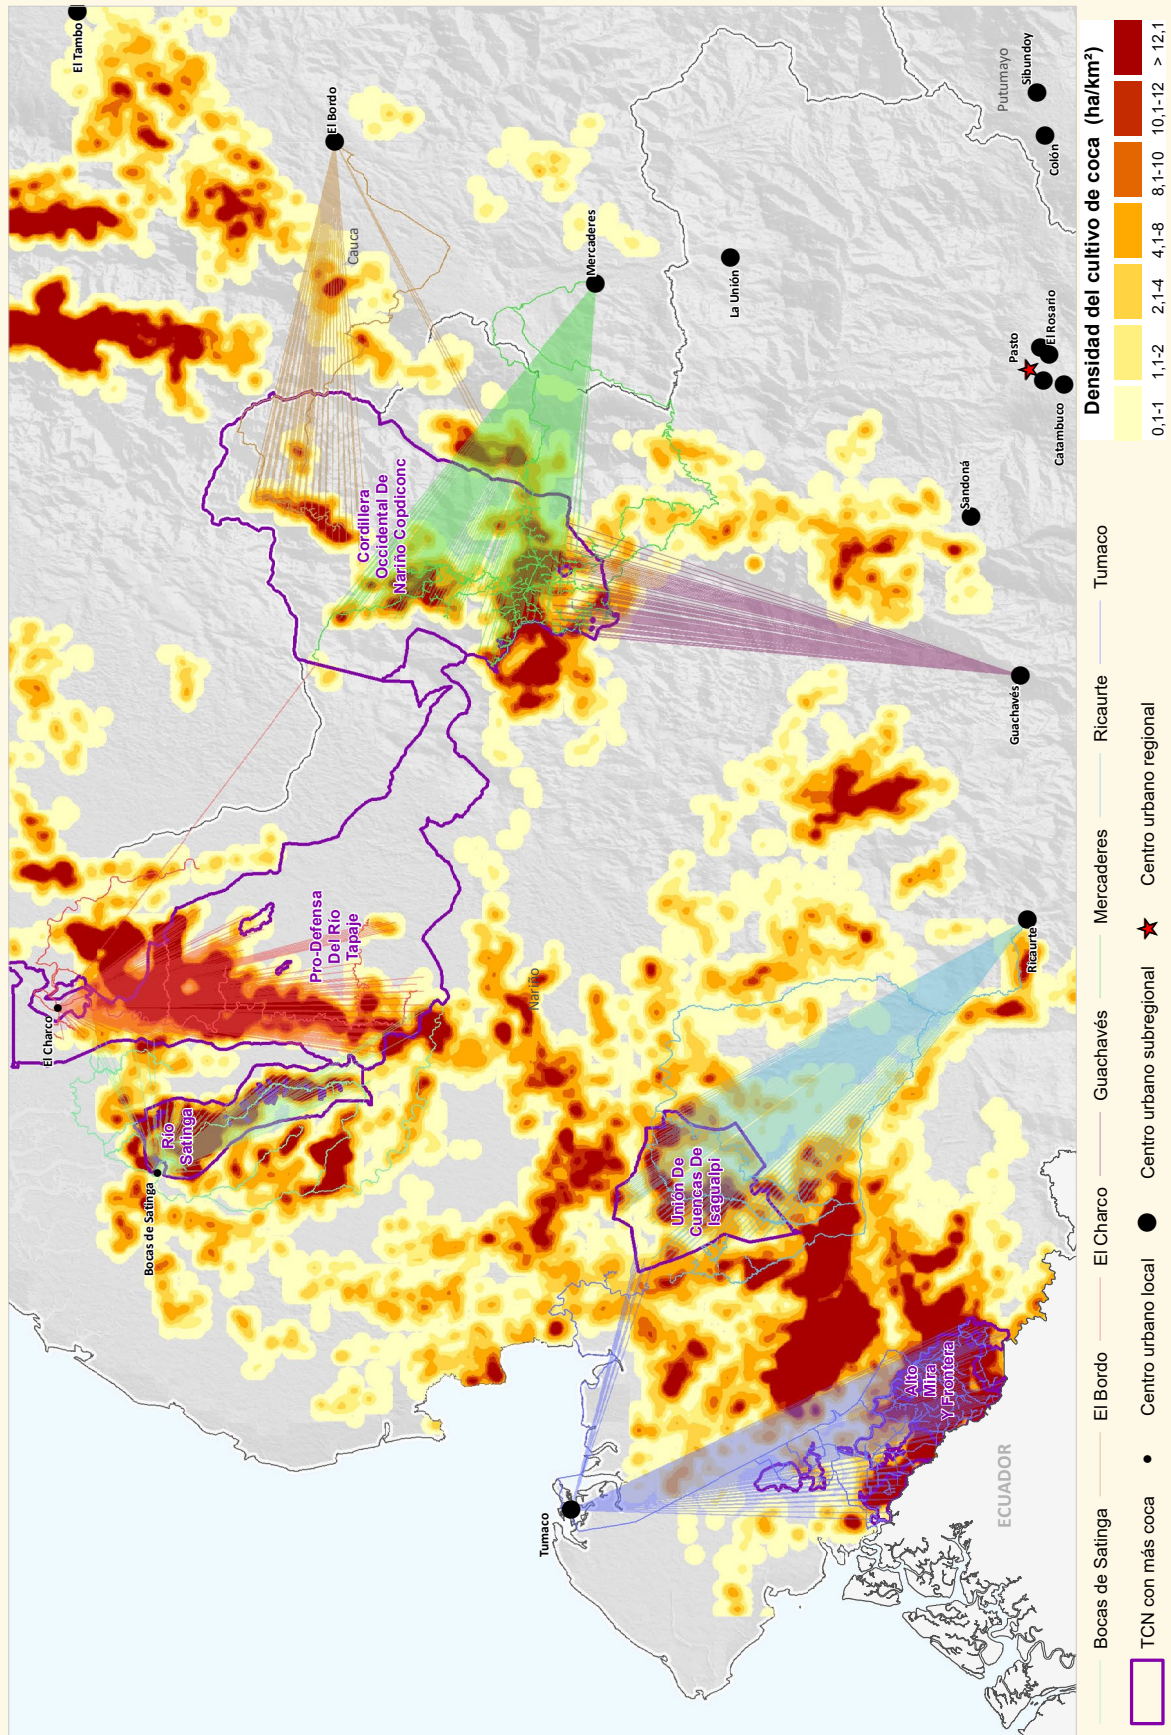 El Tambo
El Bordo
Cauca
Mercaderes
La Unión
Putumayo
Sibundoy
Colón
Pasto
El Rosario
Catambuco
Sandoná
Guachavés
Ricaurte
Cordillera
Occidental De
Nariño Copdiconc
El Charco
Pro-Defensa
Del Río
Tapaje
Nariño
Bocas de Satinga
Río
Satinga
Unión De
Cuencas De
Isagualpi
Tumaco
Alto
Mira
Y Frontera
ECUADOR
Bocas de Satinga
El Bordo
El Charco
Guachavés
Mercaderes
Ricaurte
Tumaco
TCN con más coca
Centro urbano local
Centro urbano subregional
Centro urbano regional
Densidad del cultivo de coca (ha/km²)
0,1-1
1,1-2
2,1-4
4,1-8
8,1-10
10,1-12
> 12,1